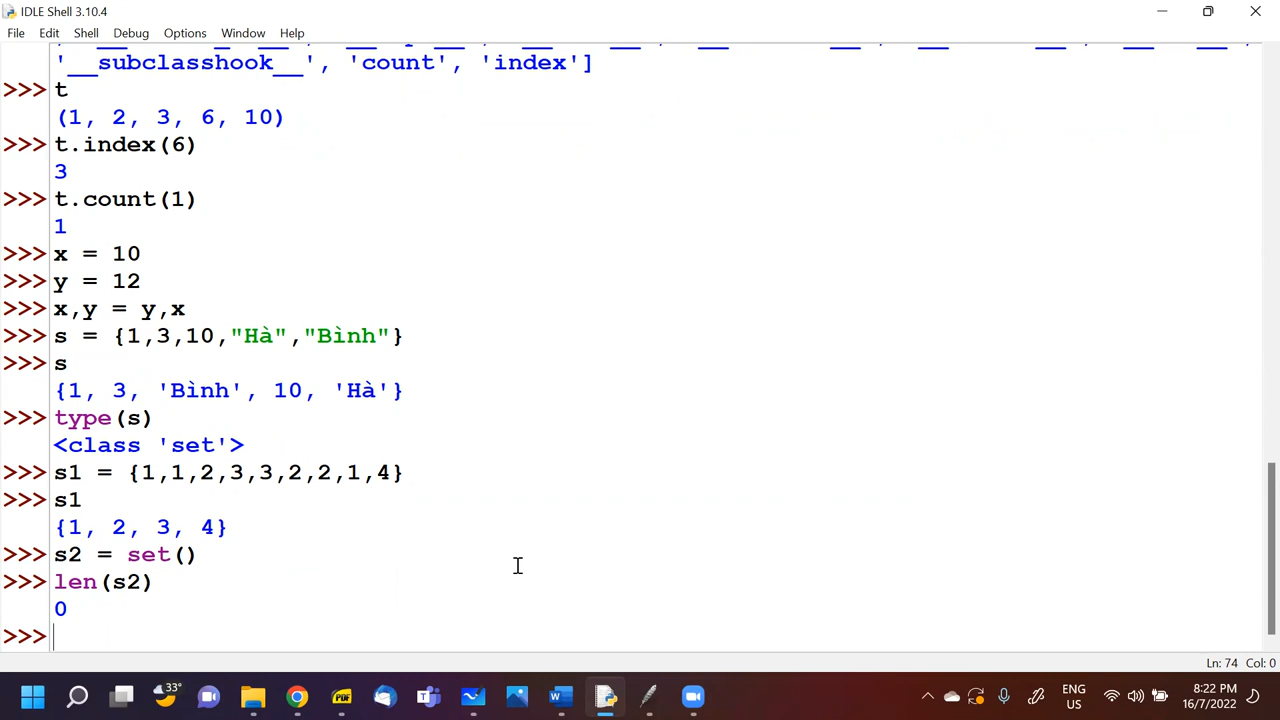 IDLE Shell 3.10.4
File Edit Shell Debug Options Window Help
'__subclasshook__', 'count', 'index']
>>> t
(1, 2, 3, 6, 10)
>>> t.index(6)
3
>>> t.count(1)
1
>>> x = 10
>>> y = 12
>>> x,y = y,x
>>> s = {1,3,10,"Hà","Bình"}
>>> s
{1, 3, 'Bình', 10, 'Hà'}
>>> type(s)
<class 'set'>
>>> s1 = {1,1,2,3,3,2,2,1,4}
>>> s1
{1, 2, 3, 4}
>>> s2 = set()
>>> len(s2)
0
>>>
Ln: 74 Col: 0
33°
PDF
ENG
US
8:22 PM
16/7/2022